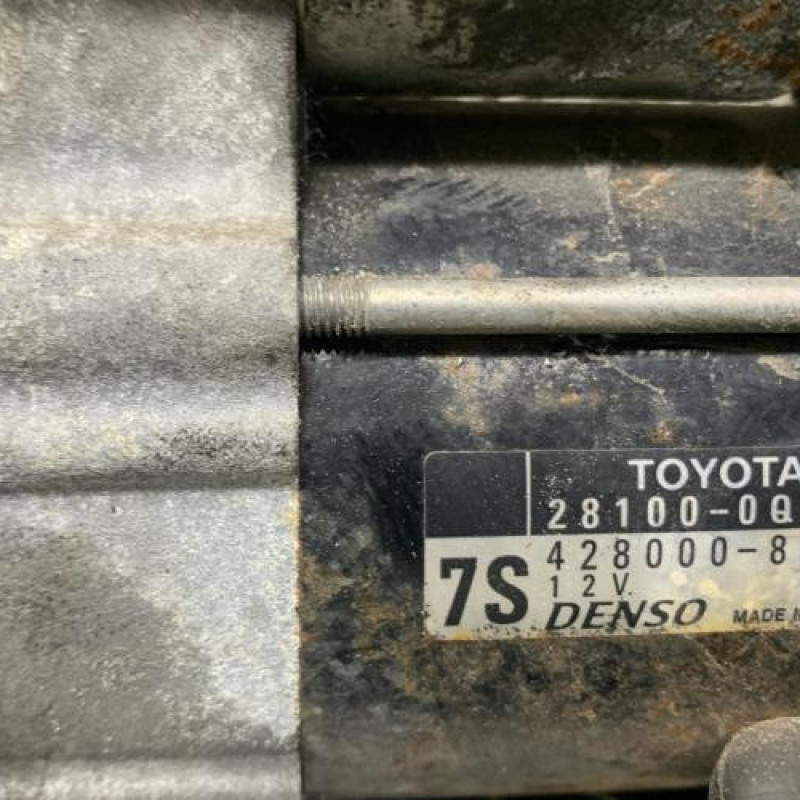 TOYOTA
28100-0Q
428000-8
7S
12V.
DENSO MADE